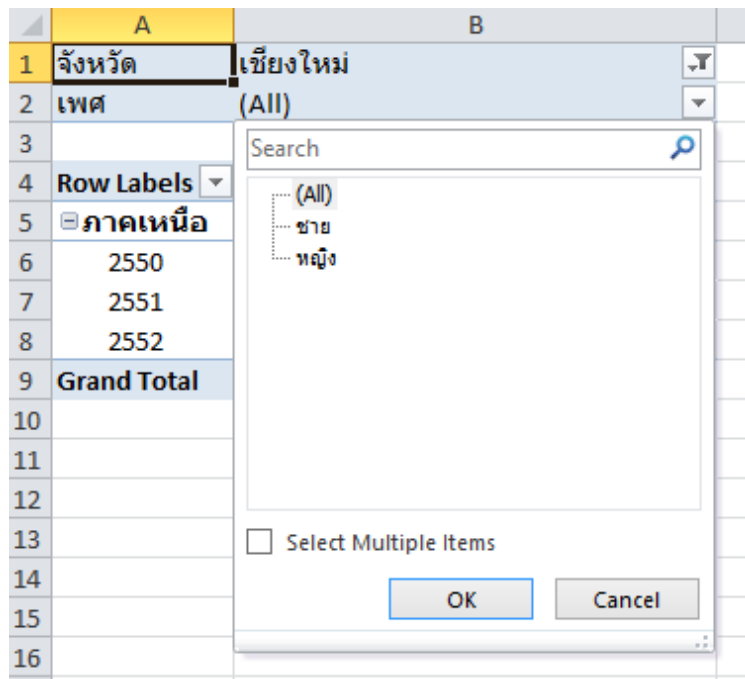 A B
1 จังหวัด เชียงใหม่
2 เพศ (All)
3 Search
4 Row Labels
(All)
5 ภาคเหนือ
ชาย
6 2550
หญิง
7 2551
8 2552
9 Grand Total
10
11
12
13 Select Multiple Items
14
OK Cancel
15
16